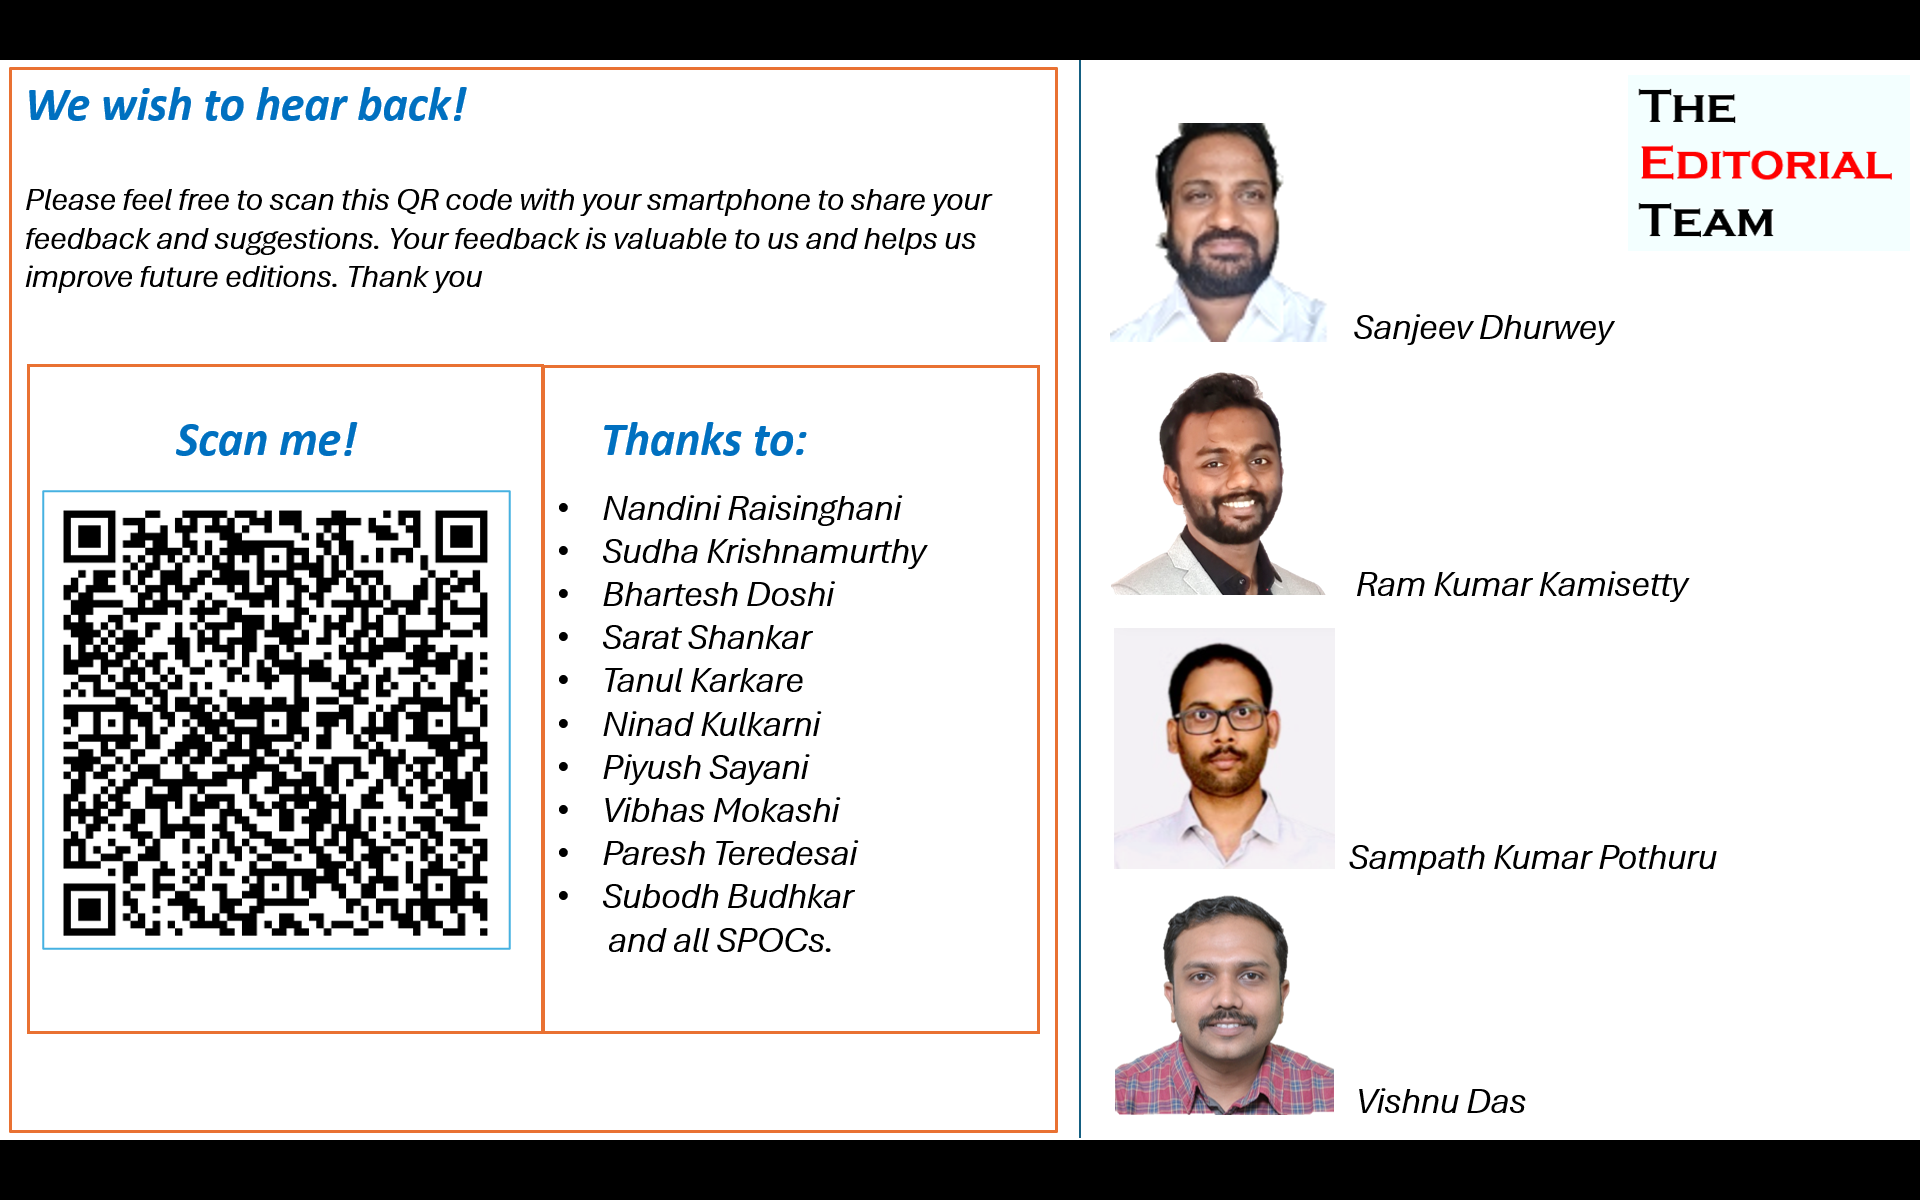 We wish to hear back!
Please feel free to scan this QR code with your smartphone to share your
feedback and suggestions. Your feedback is valuable to us and helps us
improve future editions. Thank you
Scan me!
Thanks to:
• Nandini Raisinghani
• Sudha Krishnamurthy
• Bhartesh Doshi
• Sarat Shankar
• Tanul Karkare
• Ninad Kulkarni
• Piyush Sayani
• Vibhas Mokashi
• Paresh Teredesai
• Subodh Budhkar
and all SPOCs.
THE
EDITORIAL
TEAM
Sanjeev Dhurwey
Ram Kumar Kamisetty
Sampath Kumar Pothuru
Vishnu Das